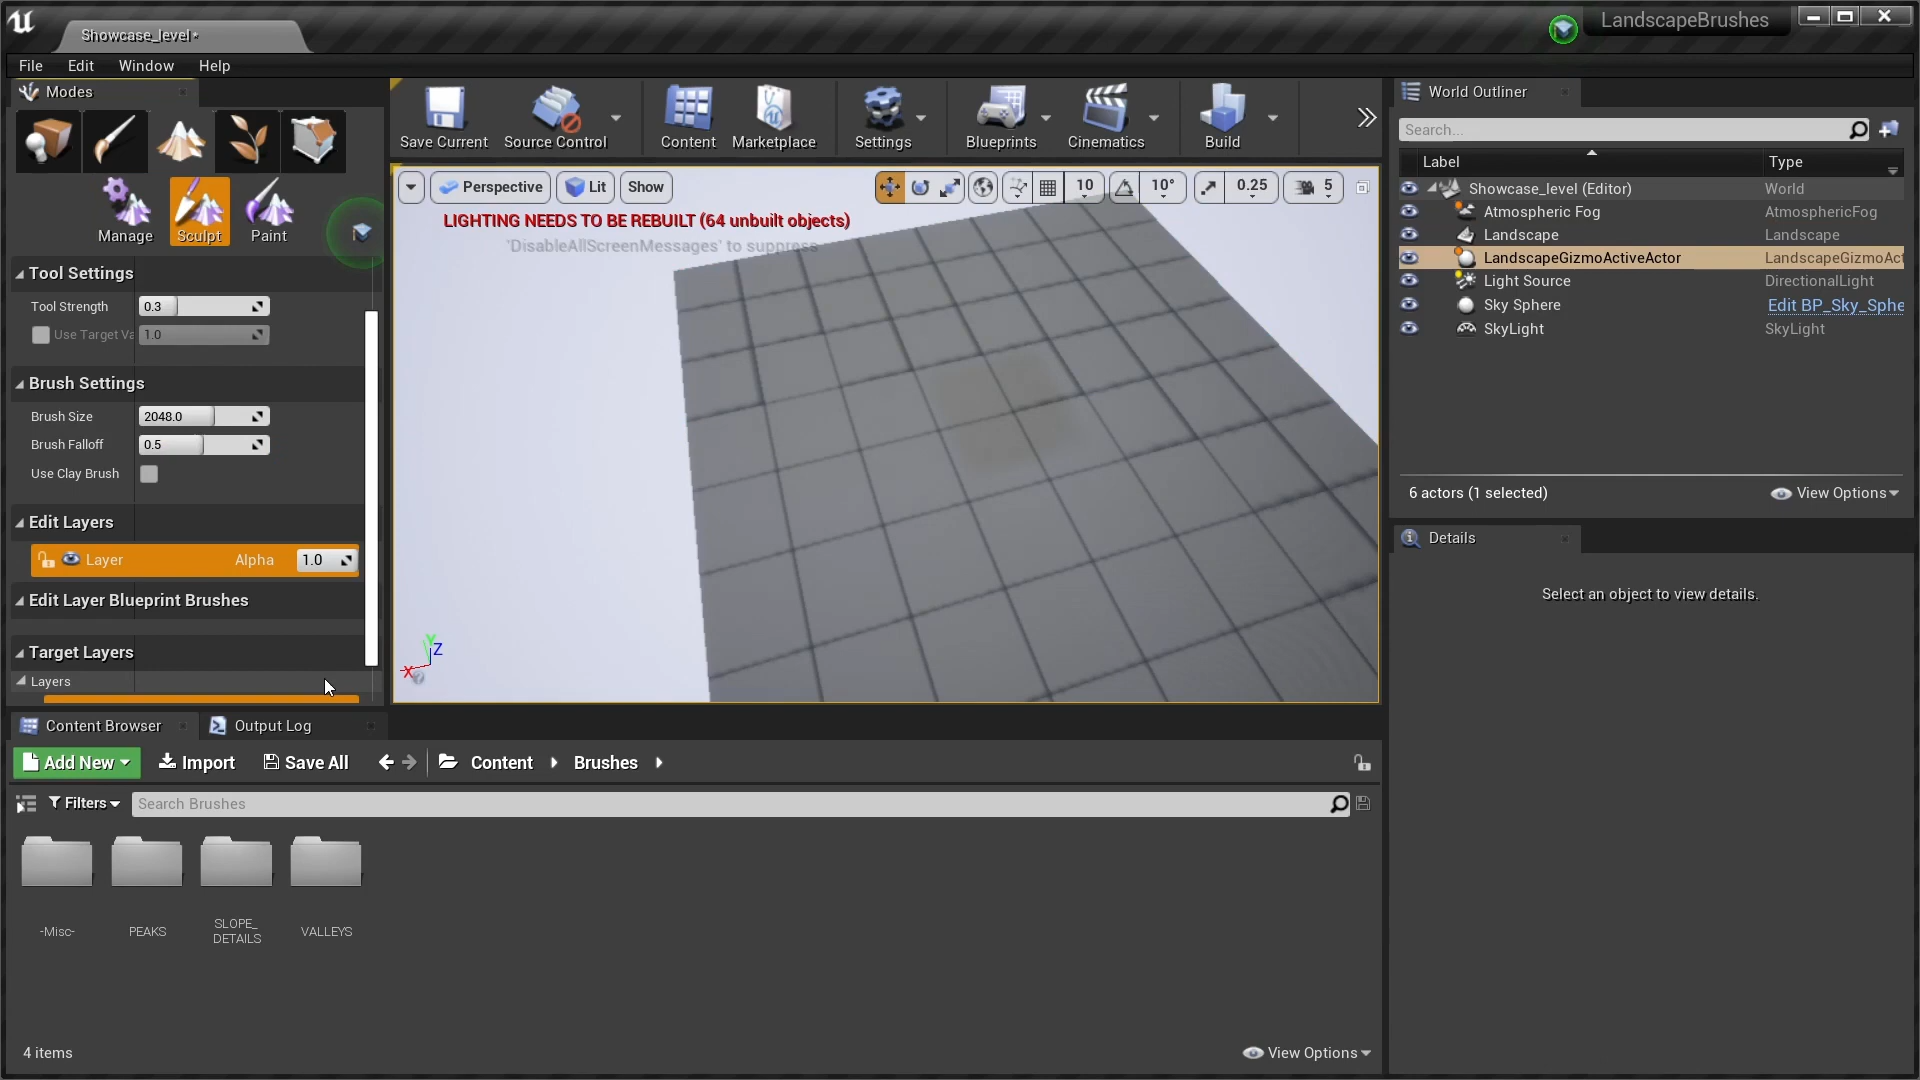 Showcase_level*
LandscapeBrushes
File Edit Window Help
Modes
Manage Sculpt Paint
Tool Settings
Tool Strength 0.3
Use Target Va 1.0
Brush Settings
Brush Size 2048.0
Brush Falloff 0.5
Use Clay Brush
Edit Layers
Layer Alpha 1.0
Edit Layer Blueprint Brushes
Target Layers
Layers
Save Current Source Control Content Marketplace Settings Blueprints Cinematics Build
Perspective Lit Show 10 10° 0.25 5
LIGHTING NEEDS TO BE REBUILT (64 unbuilt objects)
'DisableAllScreenMessages' to suppress
X Y Z
World Outliner
Search...
Label Type
Showcase_level (Editor) World
Atmospheric Fog AtmosphericFog
Landscape Landscape
LandscapeGizmoActiveActor LandscapeGizmoAct
Light Source DirectionalLight
Sky Sphere Edit BP_Sky_Sphe
SkyLight SkyLight
6 actors (1 selected) View Options
Details
Select an object to view details.
Content Browser Output Log
Add New Import Save All Content Brushes
Filters Search Brushes
-Misc- PEAKS SLOPE_ VALLEYS
DETAILS
4 items View Options